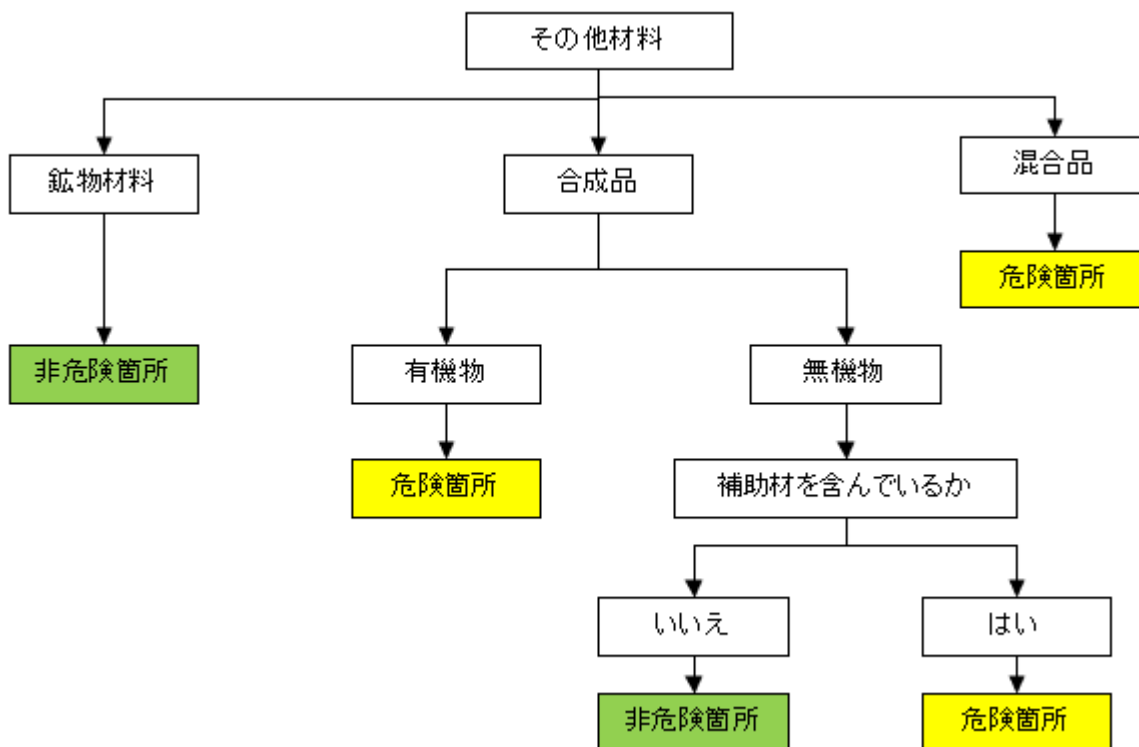 その他材料
鉱物材料
合成品
混合品
危険箇所
非危険箇所
有機物
無機物
危険箇所
補助材を含んでいるか
いいえ
はい
非危険箇所
危険箇所